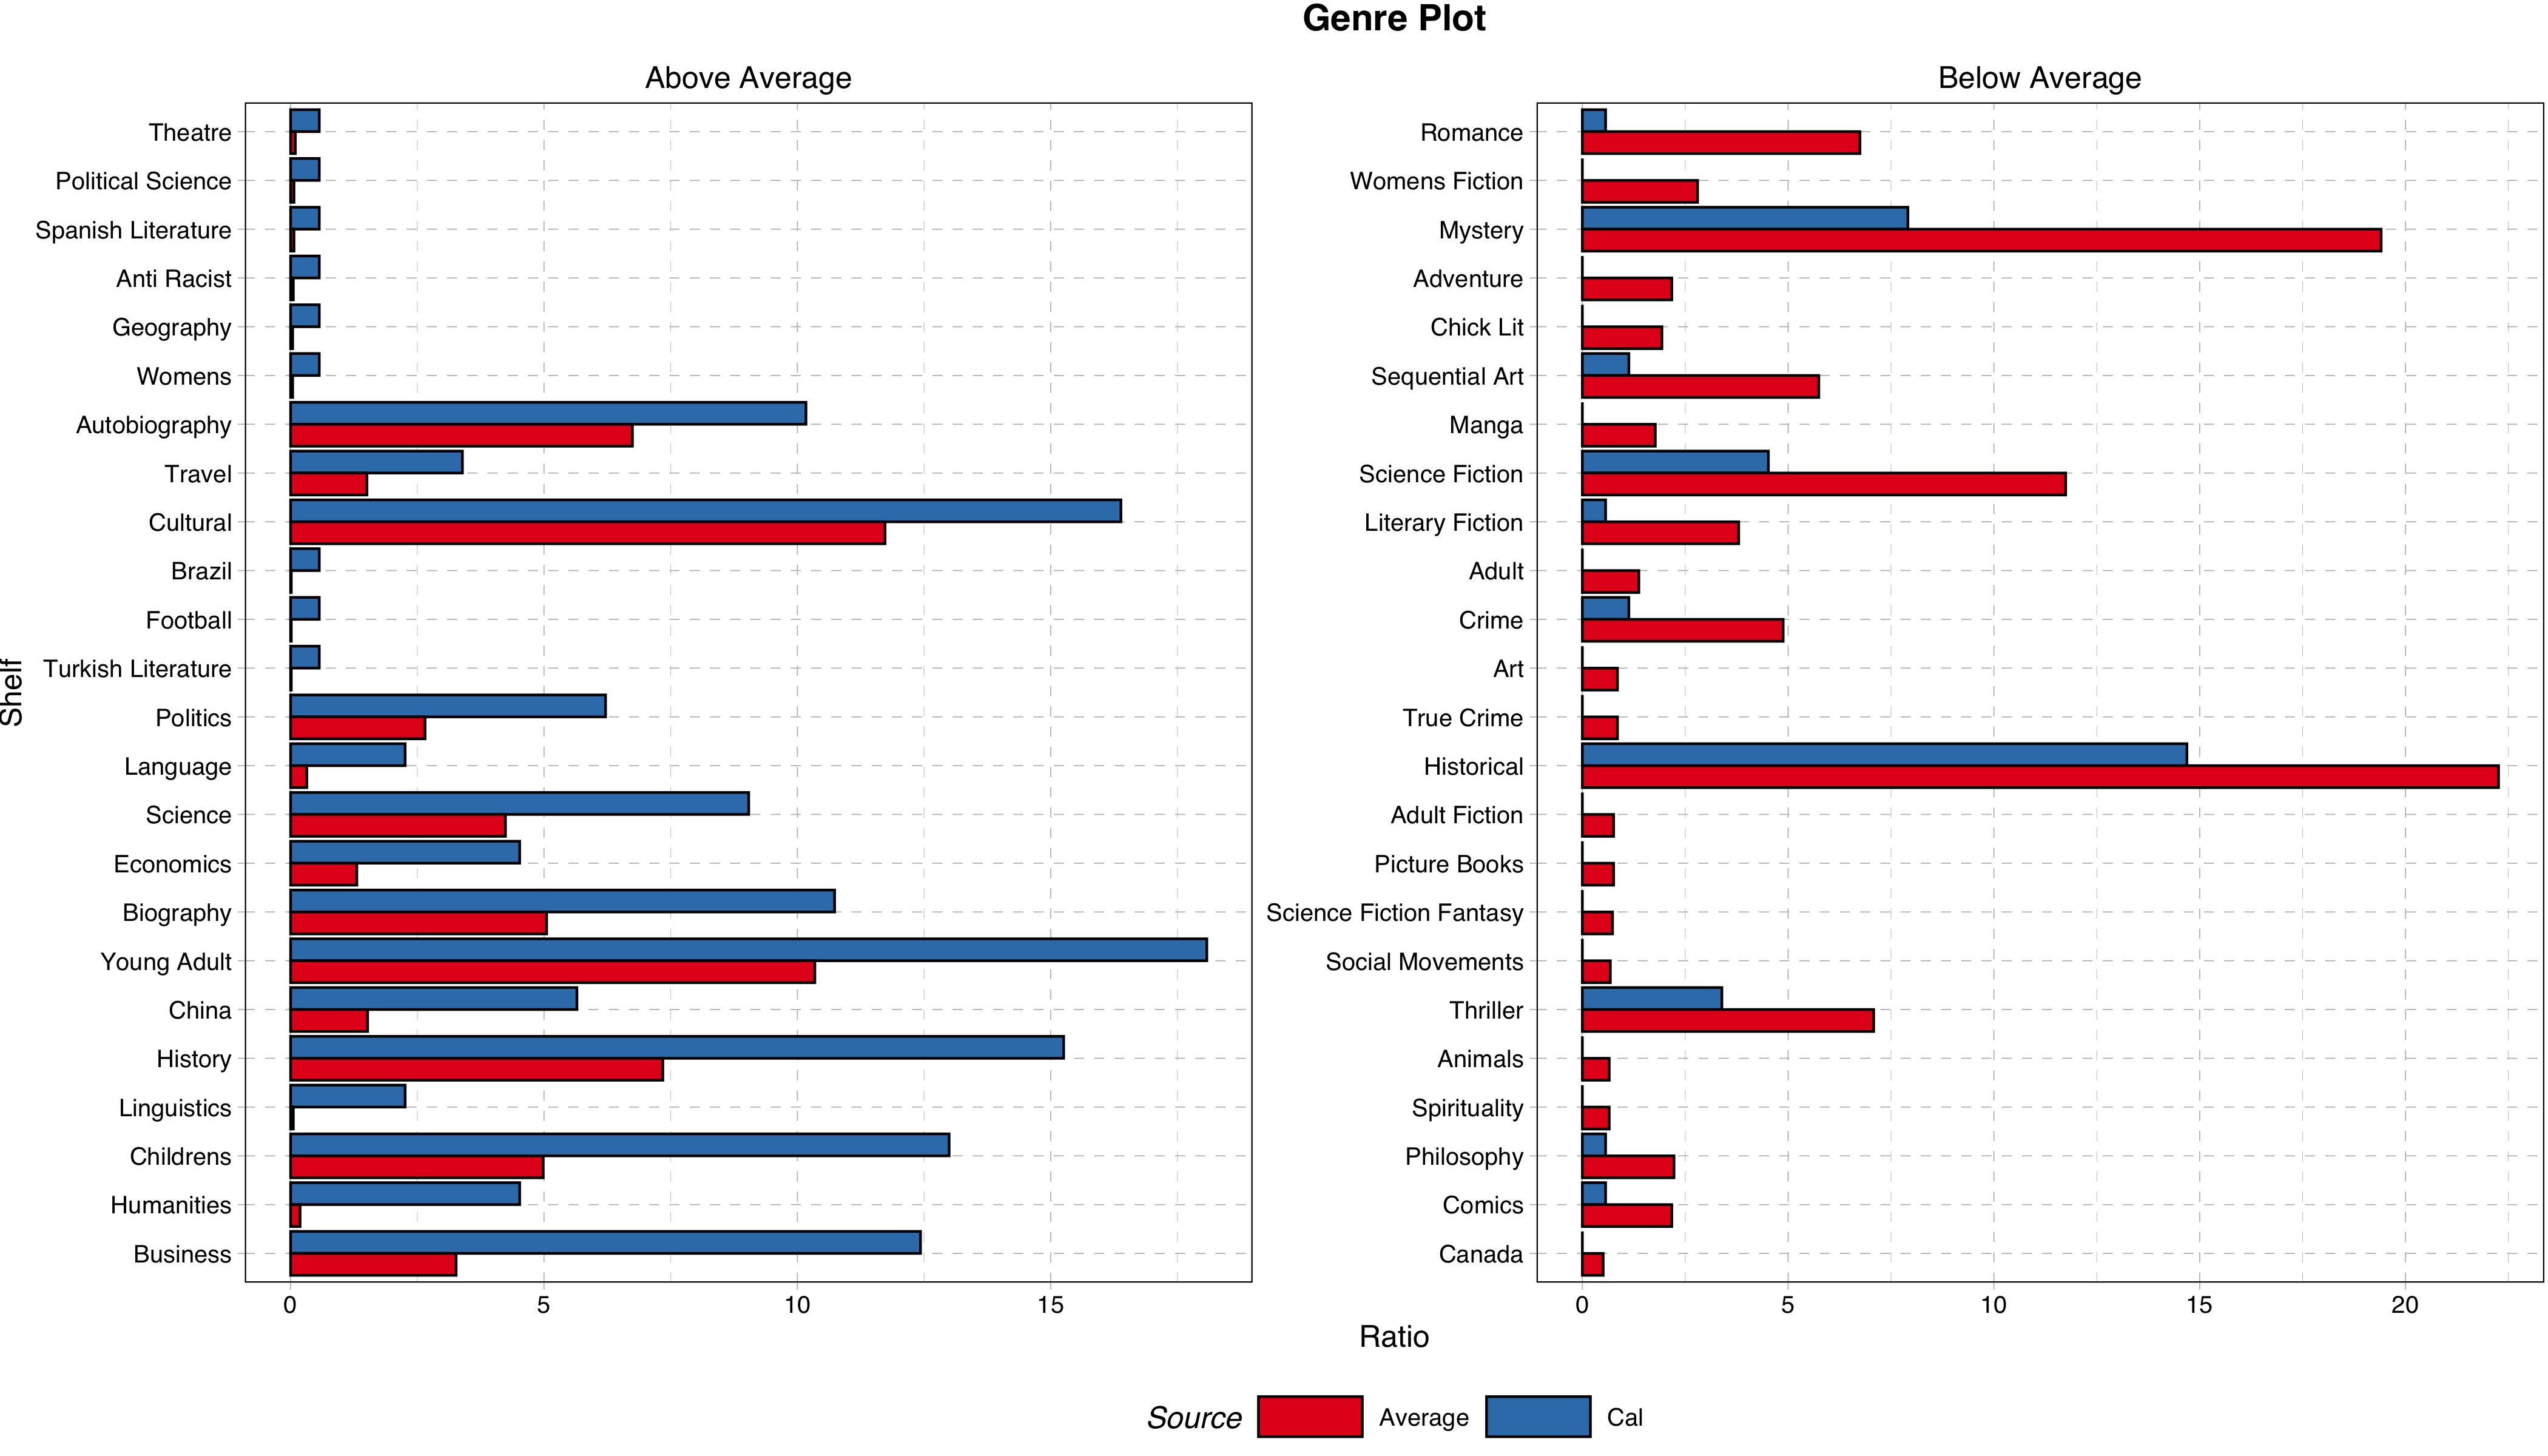 Genre Plot
Above Average
Theatre
Political Science
Spanish Literature
Anti Racist
Geography
Womens
Autobiography
Travel
Cultural
Brazil
Football
Turkish Literature
Politics
Language
Science
Economics
Biography
Young Adult
China
History
Linguistics
Childrens
Humanities
Business
0 5 10 15
Shelf
Below Average
Romance
Womens Fiction
Mystery
Adventure
Chick Lit
Sequential Art
Manga
Science Fiction
Literary Fiction
Adult
Crime
Art
True Crime
Historical
Adult Fiction
Picture Books
Science Fiction Fantasy
Social Movements
Thriller
Animals
Spirituality
Philosophy
Comics
Canada
0 5 10 15 20
Ratio
Source Average Cal